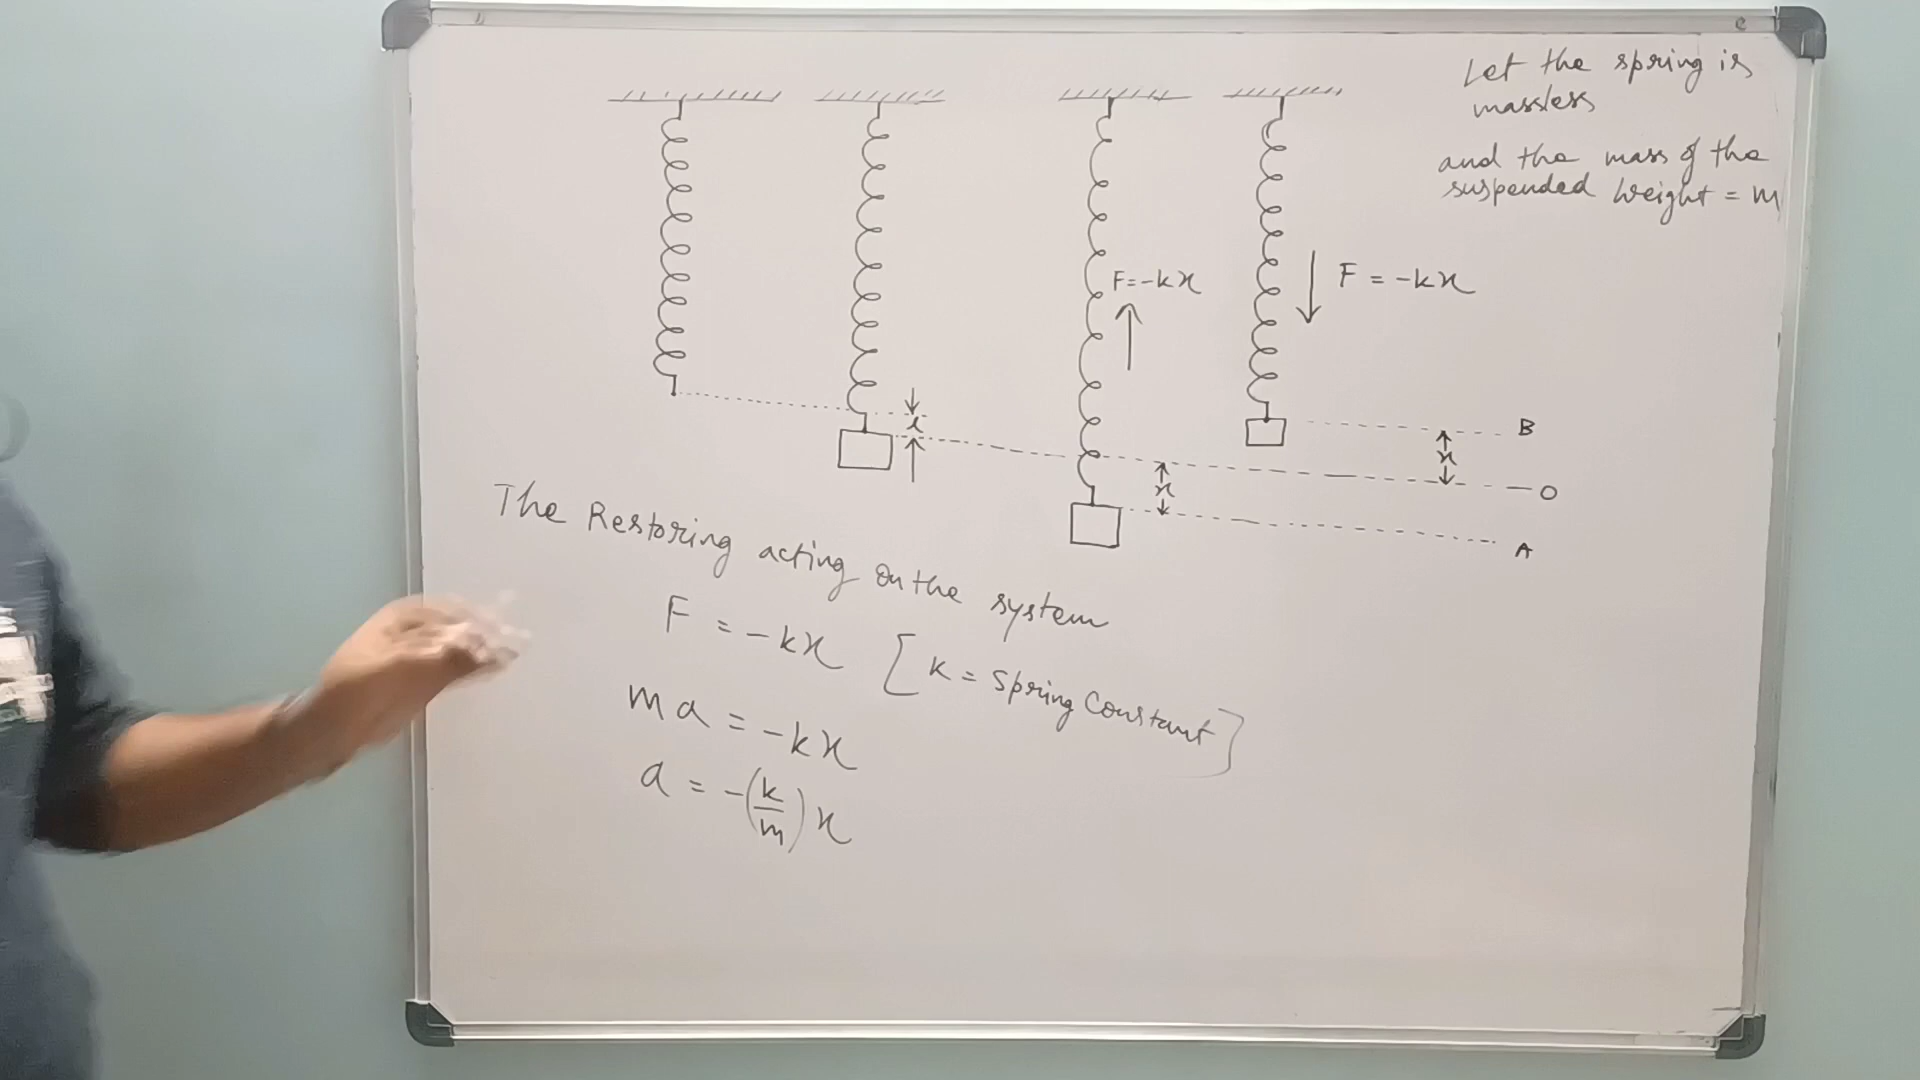 Let the spring is
massless
and the mass of the
suspended weight = m
F=-kx
F = -kx
l
x
x
B
O
A
The Restoring acting on the system
F = -kx [k = Spring Constant]
ma = -kx
a = -(k/m)x